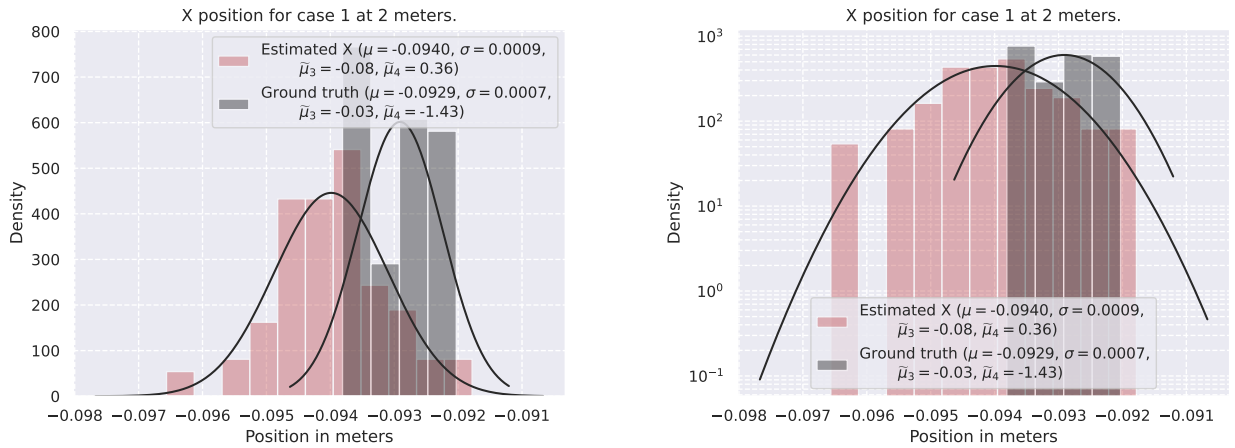 X position for case 1 at 2 meters.
800
700
600
500
400
300
200
100
0
Density
Estimated X (μ = -0.0940, σ = 0.0009,
μ̃₃ = -0.08, μ̃₄ = 0.36)
Ground truth (μ = -0.0929, σ = 0.0007,
μ̃₃ = -0.03, μ̃₄ = -1.43)
−0.098 −0.097 −0.096 −0.095 −0.094 −0.093 −0.092 −0.091
Position in meters
X position for case 1 at 2 meters.
10³
10²
10¹
10⁰
10⁻¹
Density
Estimated X (μ = -0.0940, σ = 0.0009,
μ̃₃ = -0.08, μ̃₄ = 0.36)
Ground truth (μ = -0.0929, σ = 0.0007,
μ̃₃ = -0.03, μ̃₄ = -1.43)
−0.098 −0.097 −0.096 −0.095 −0.094 −0.093 −0.092 −0.091
Position in meters